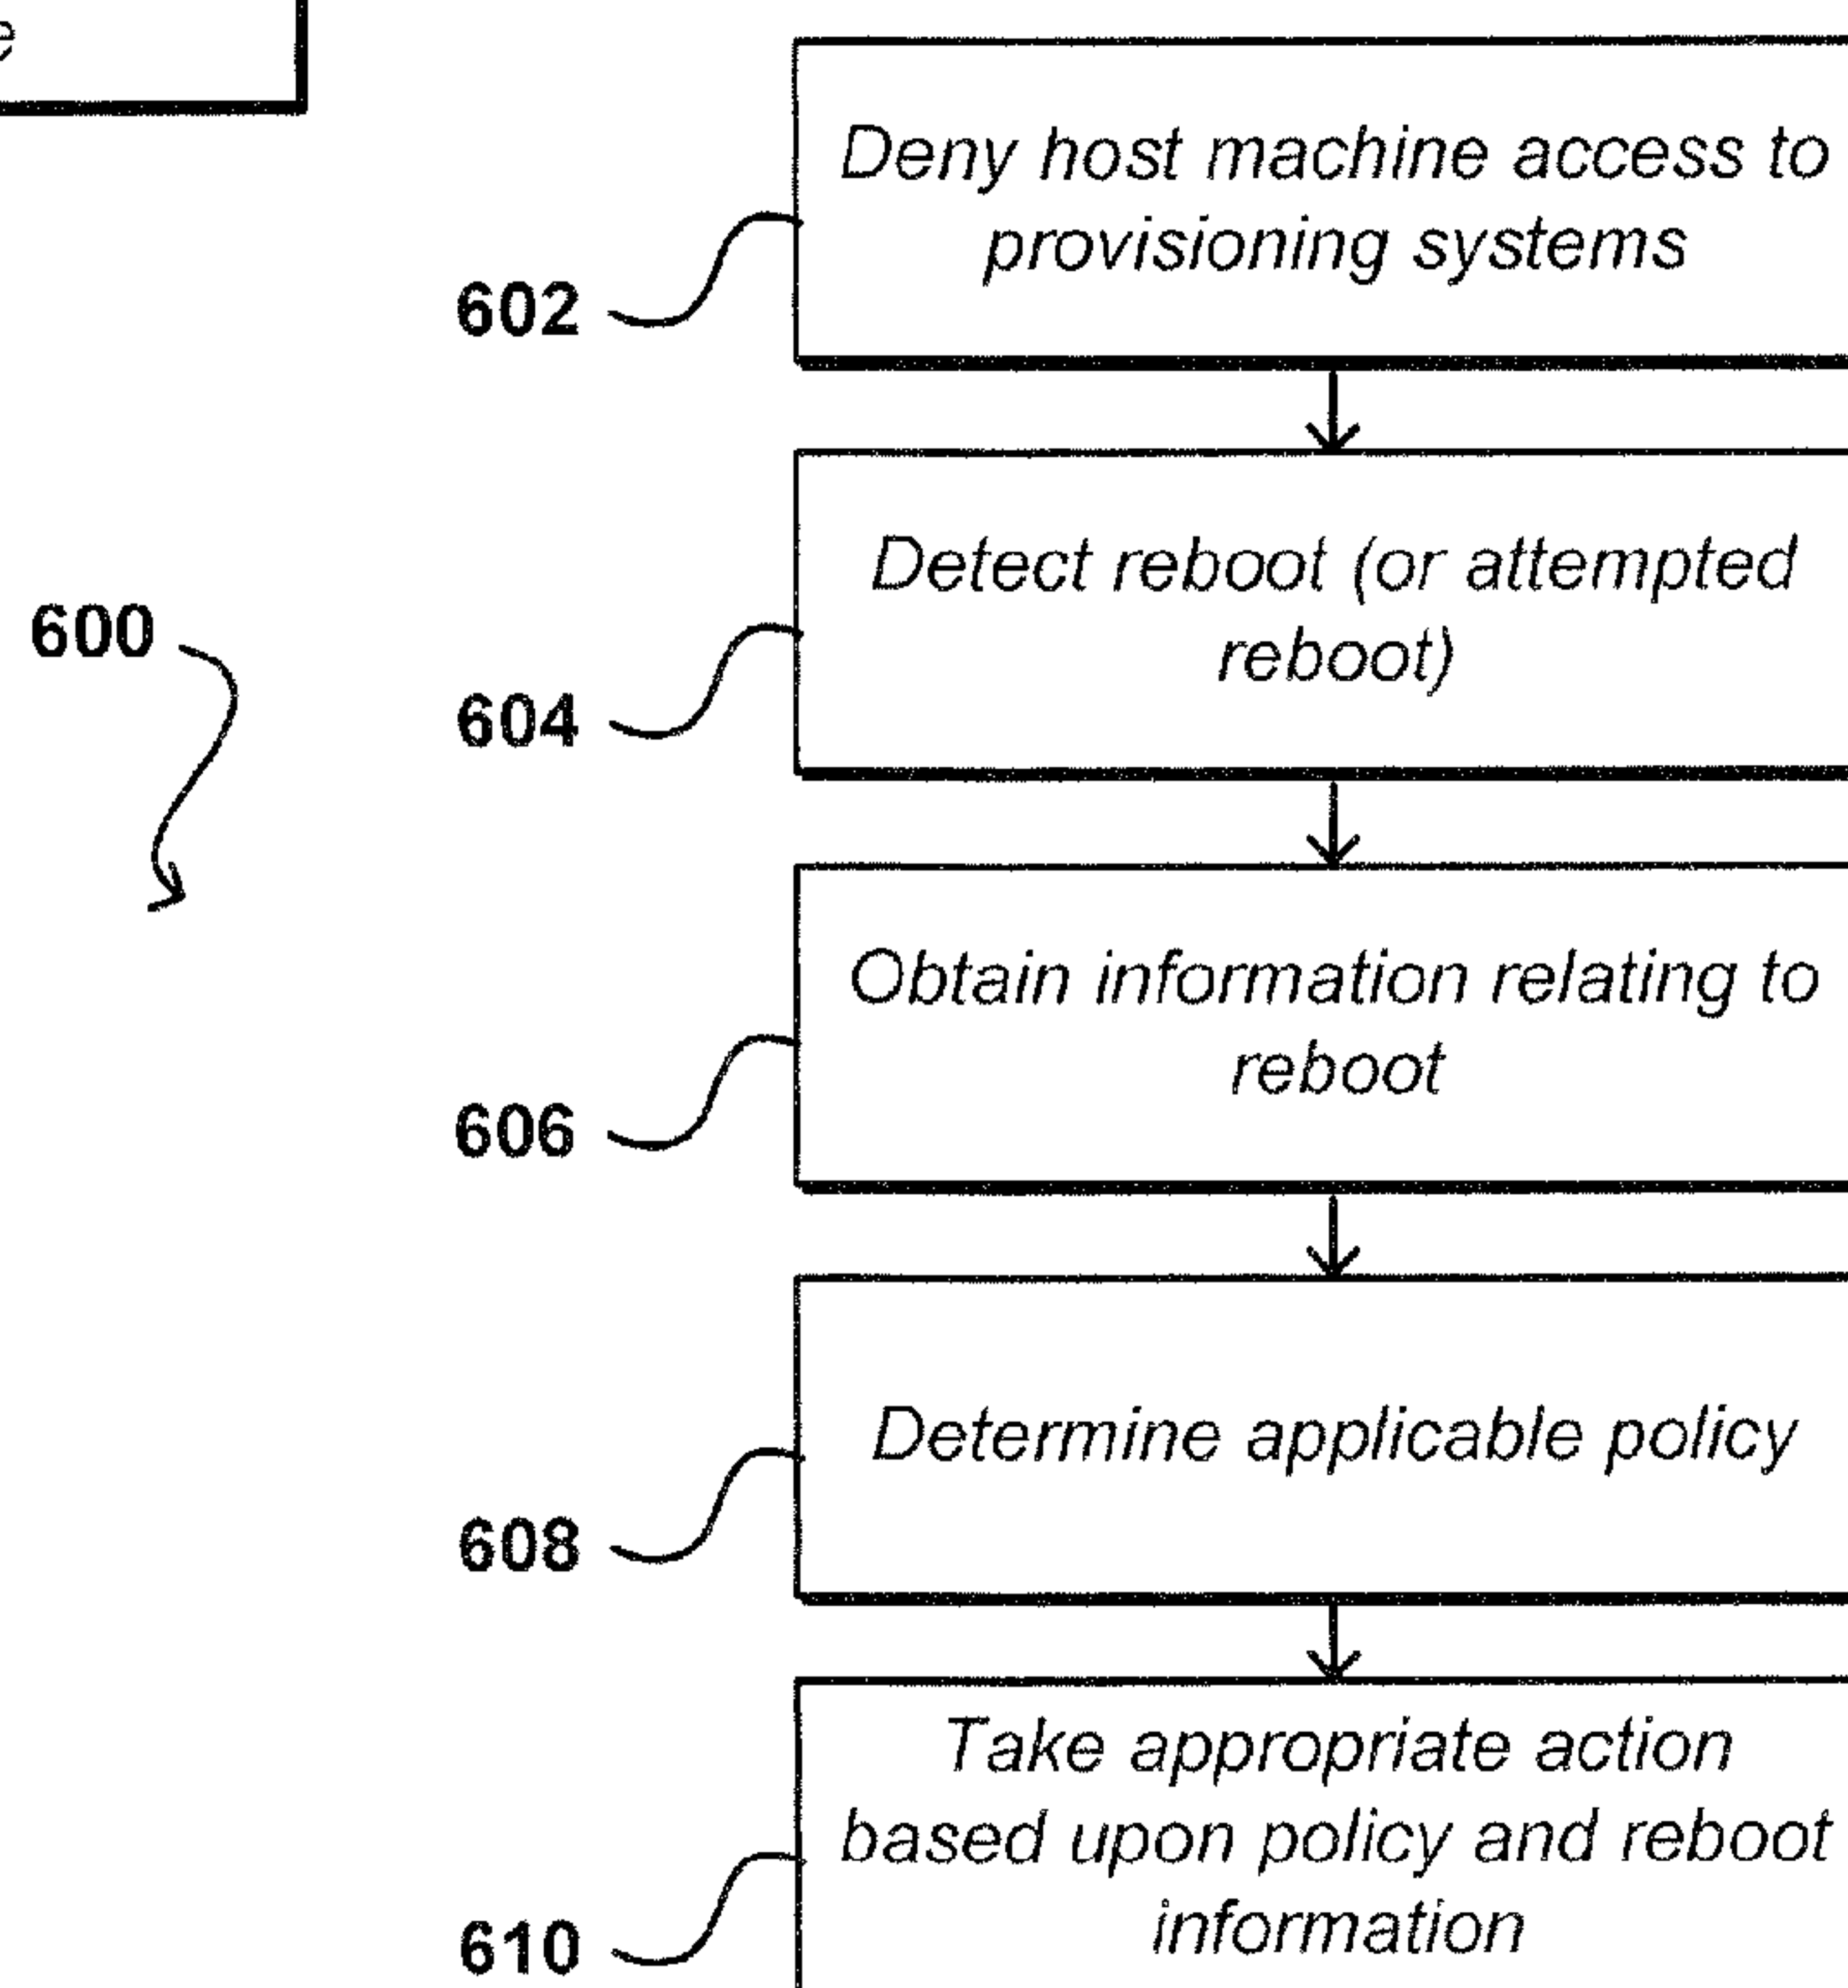 e
Deny host machine access to
provisioning systems
602
Detect reboot (or attempted
reboot)
600
604
Obtain information relating to
reboot
606
Determine applicable policy
608
Take appropriate action
based upon policy and reboot
information
610